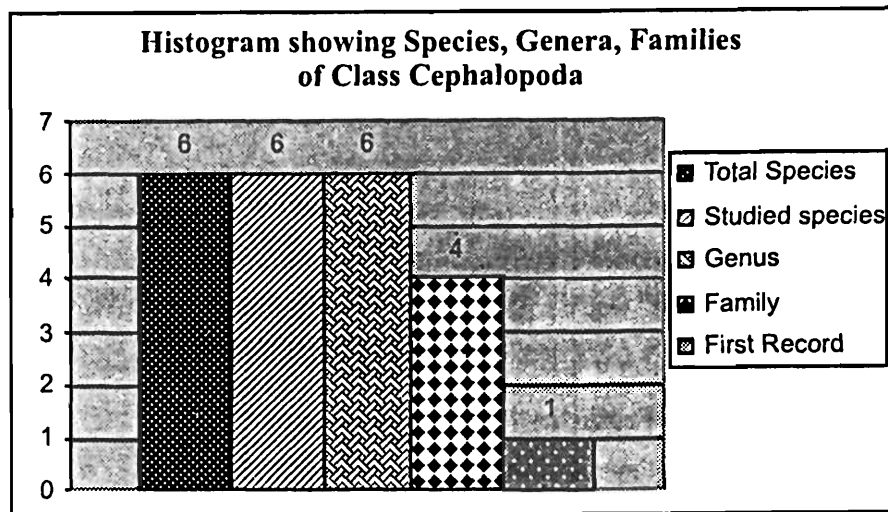 Histogram showing Species, Genera, Families
of Class Cephalopoda
7
6
5
4
3
2
1
0
6 6 6
4
1
Total Species
Studied species
Genus
Family
First Record